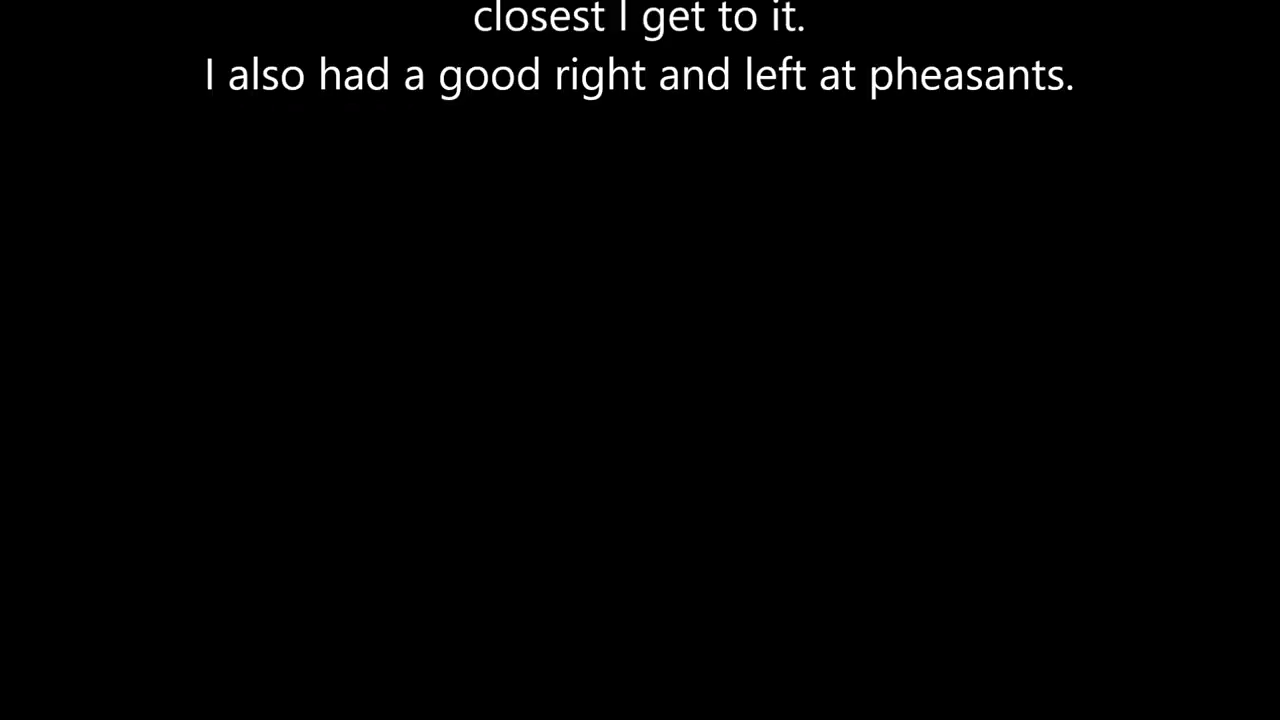 closest I get to it.
I also had a good right and left at pheasants.